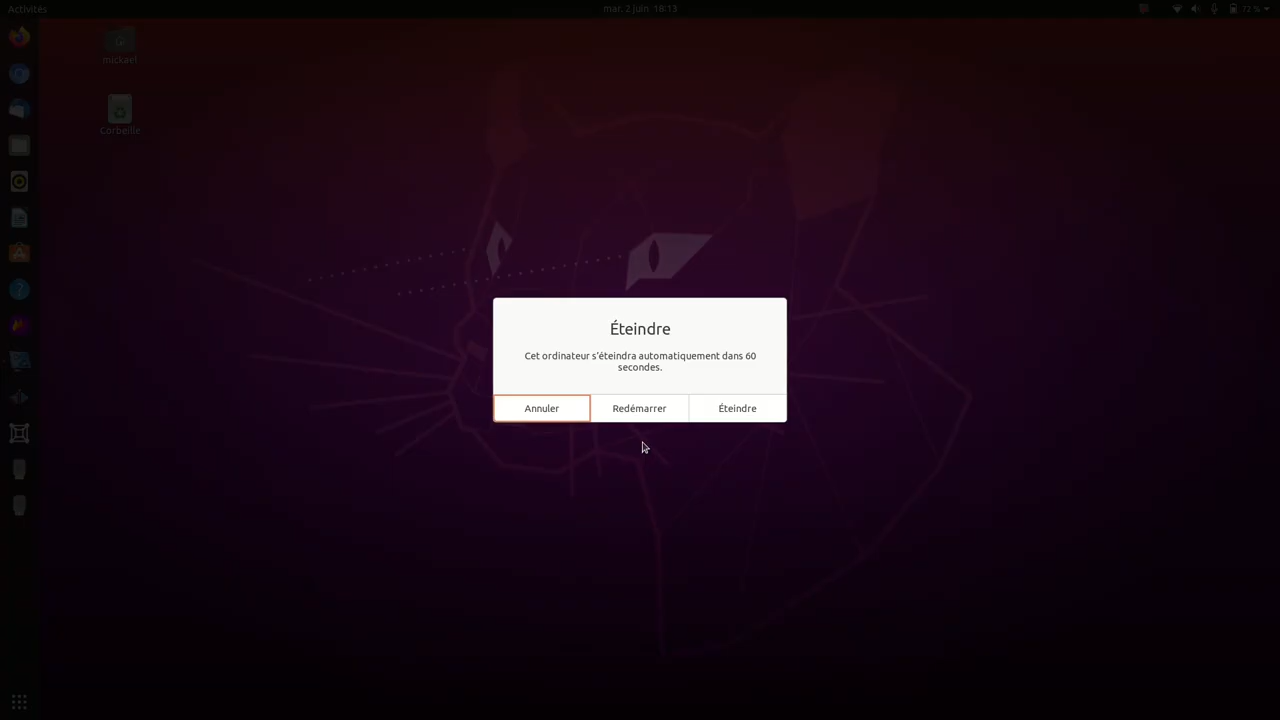 Activités
mar. 2 juin 18:13
72 %
mickael
Corbeille
Éteindre
Cet ordinateur s'éteindra automatiquement dans 60
secondes.
Annuler
Redémarrer
Éteindre